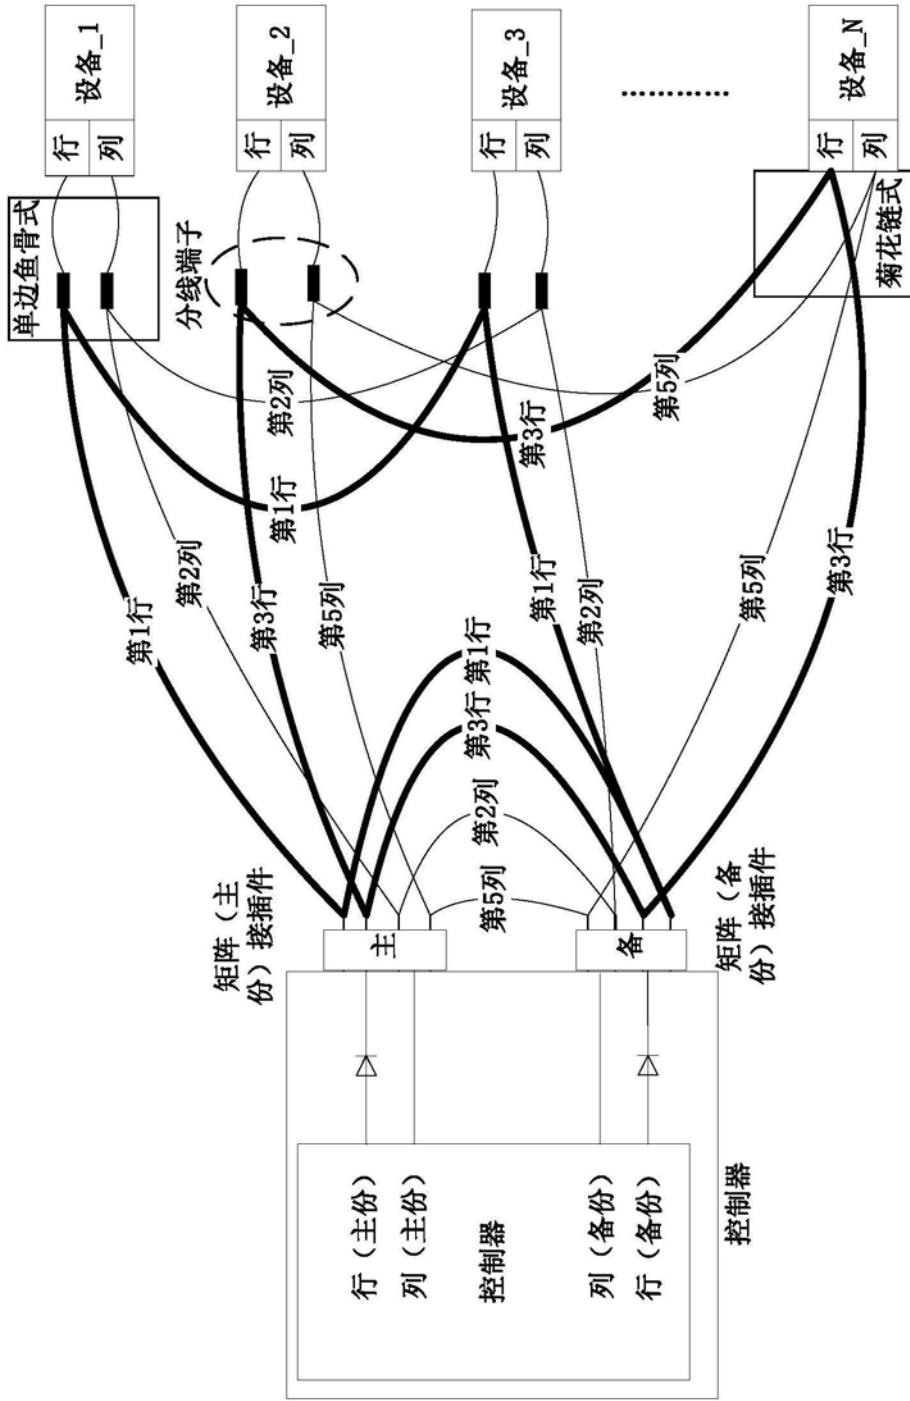 单边鱼骨式
行
列
设备_1
分线端子
行
列
设备_2
行
列
设备_3
…………
菊花链式
行
列
设备_N
第1行
第2列
第3行
第5列
第1行
第2列
第3行
第5列
第1行
第2列
第5列
第3行
第1行
第3行
第2列
第5列
矩阵（主
份）接插件
主
备
矩阵（备
份）接插件
行（主份）
列（主份）
控制器
列（备份）
行（备份）
控制器